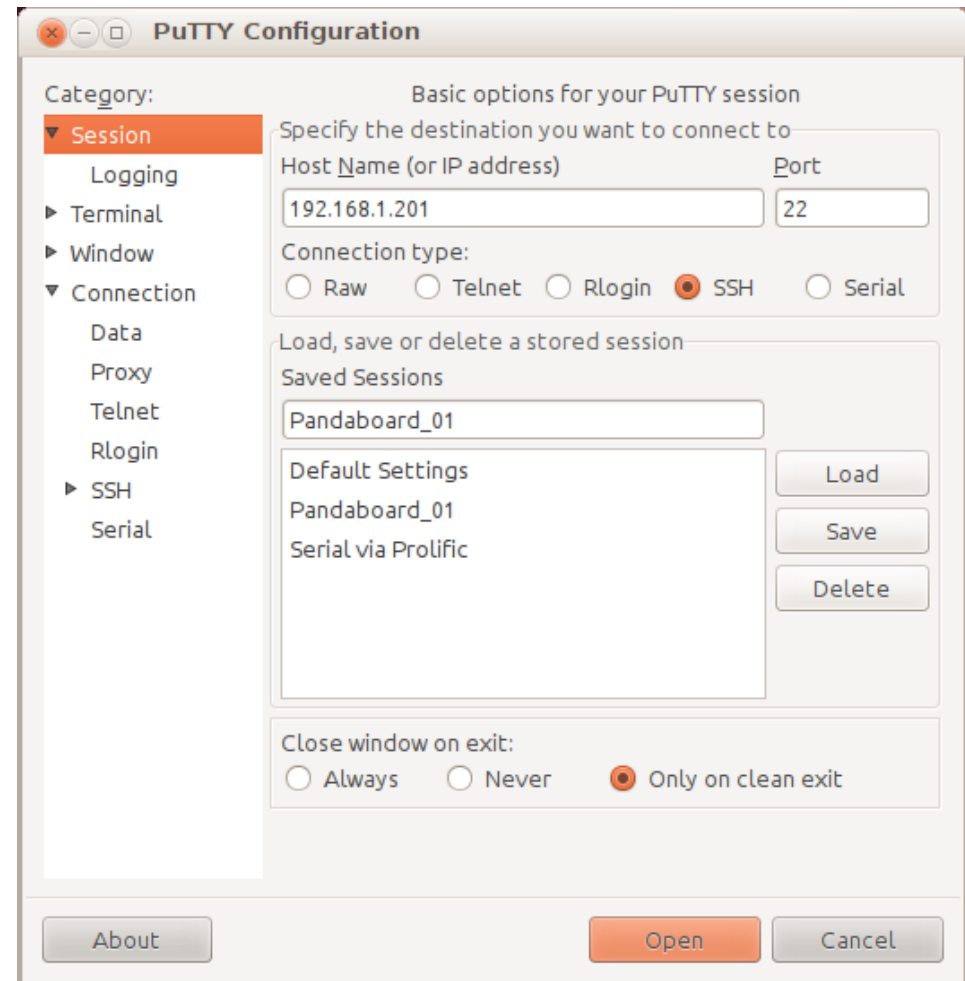 PuTTY Configuration
Category:
Session
Logging
Terminal
Window
Connection
Data
Proxy
Telnet
Rlogin
SSH
Serial
Basic options for your PuTTY session
Specify the destination you want to connect to
Host Name (or IP address) Port
192.168.1.201 22
Connection type:
Raw Telnet Rlogin SSH Serial
Load, save or delete a stored session
Saved Sessions
Pandaboard_01
Default Settings
Pandaboard_01
Serial via Prolific
Load
Save
Delete
Close window on exit:
Always Never Only on clean exit
About Open Cancel